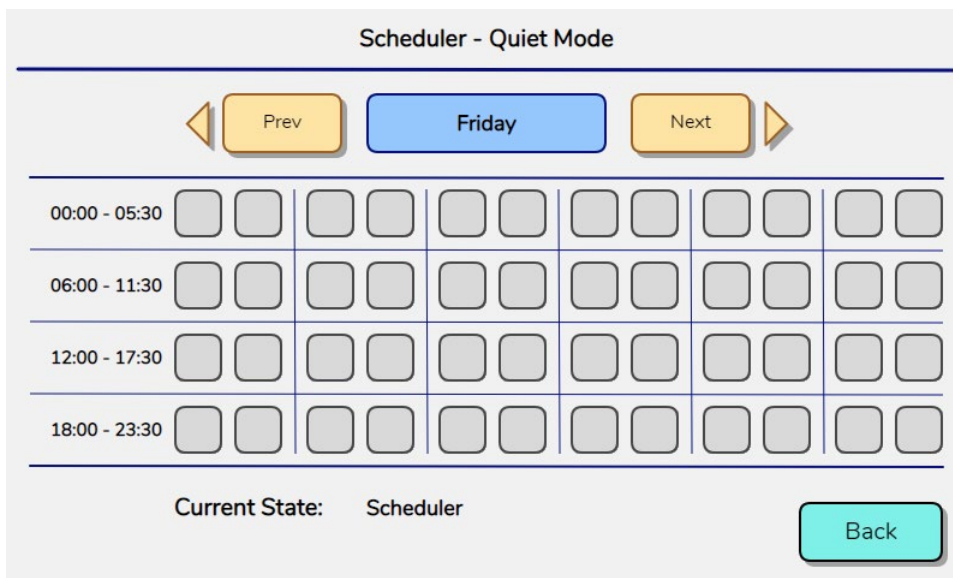 Scheduler - Quiet Mode
Prev Friday Next
00:00 - 05:30
06:00 - 11:30
12:00 - 17:30
18:00 - 23:30
Current State: Scheduler
Back